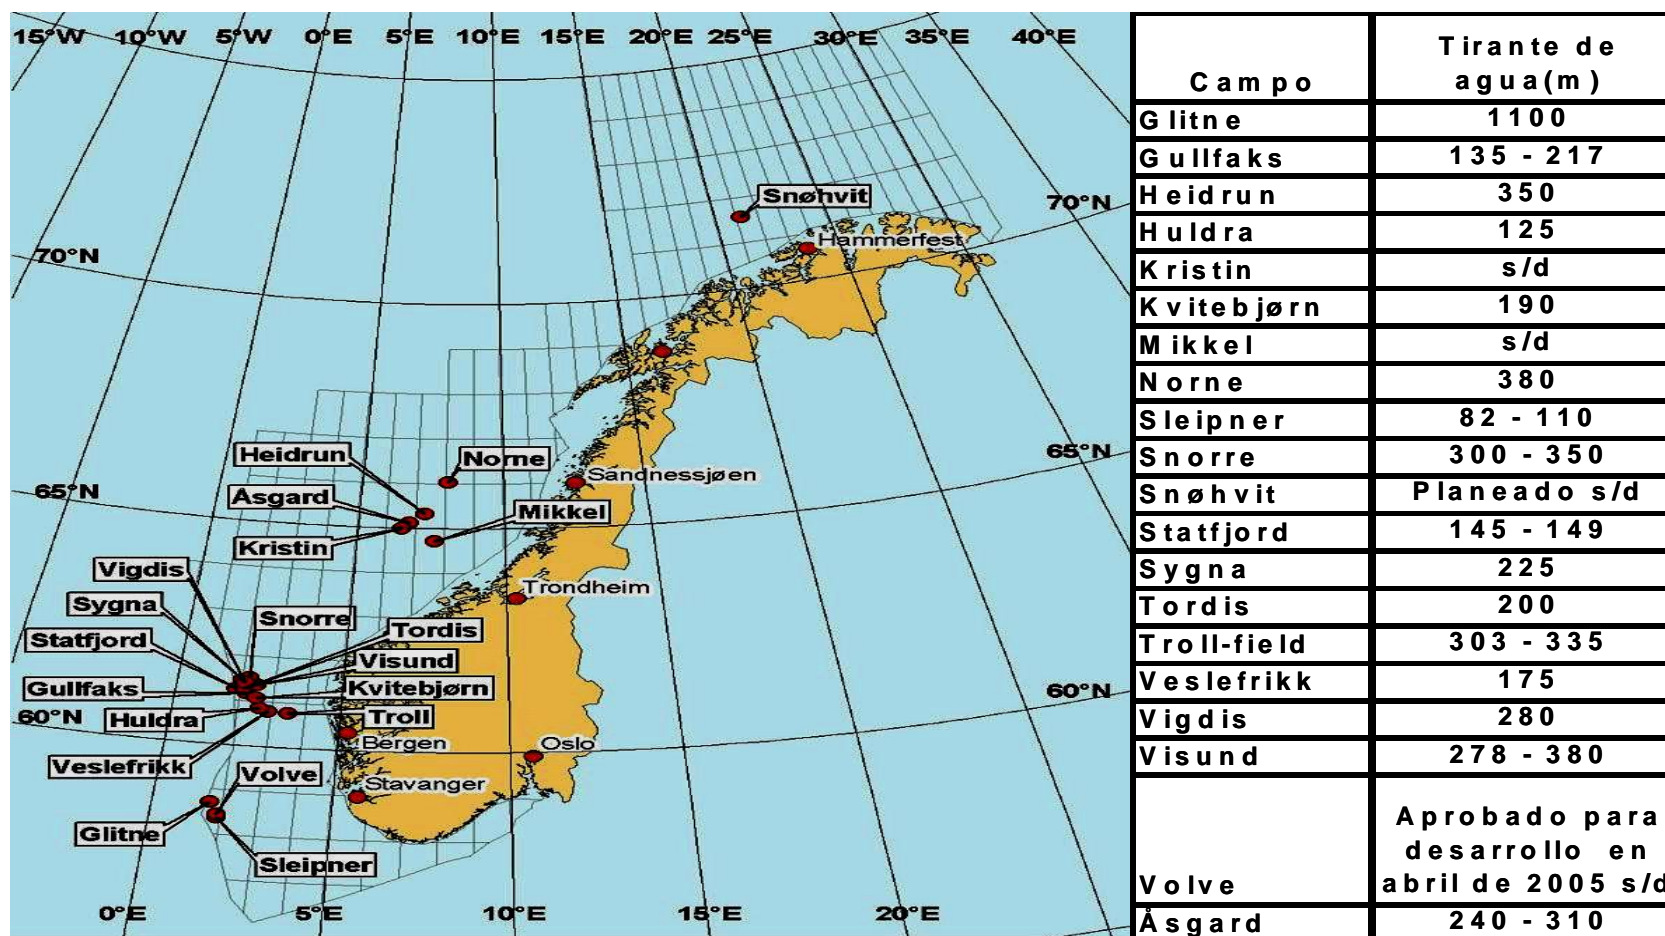 15°W 10°W 5°W 0°E 5°E 10°E 15°E 20°E 25°E 30°E 35°E 40°E
Snøhvit
70°N
Hammerfest
70°N
Heidrun
Norne
65°N
Sandnessjøen
65°N
Åsgard
Mikkel
Kristin
Vigdis
Trondheim
Sygna
Snorre
Tordis
Statfjord
Visund
Gullfaks
Kvitebjørn
60°N
60°N
Huldra
Troll
Bergen
Oslo
Veslefrikk
Volve
Stavanger
Glitne
Sleipner
0°E 5°E 10°E 15°E 20°E
Campo Tirante de
agua(m)
Glitne 1100
Gullfaks 135 - 217
Heidrun 350
Huldra 125
Kristin s/d
Kvitebjørn 190
Mikkel s/d
Norne 380
Sleipner 82 - 110
Snorre 300 - 350
Snøhvit Planeado s/d
Statfjord 145 - 149
Sygna 225
Tordis 200
Troll-field 303 - 335
Veslefrikk 175
Vigdis 280
Visund 278 - 380
Volve Aprobado para
desarrollo en
abril de 2005 s/d
Åsgard 240 - 310